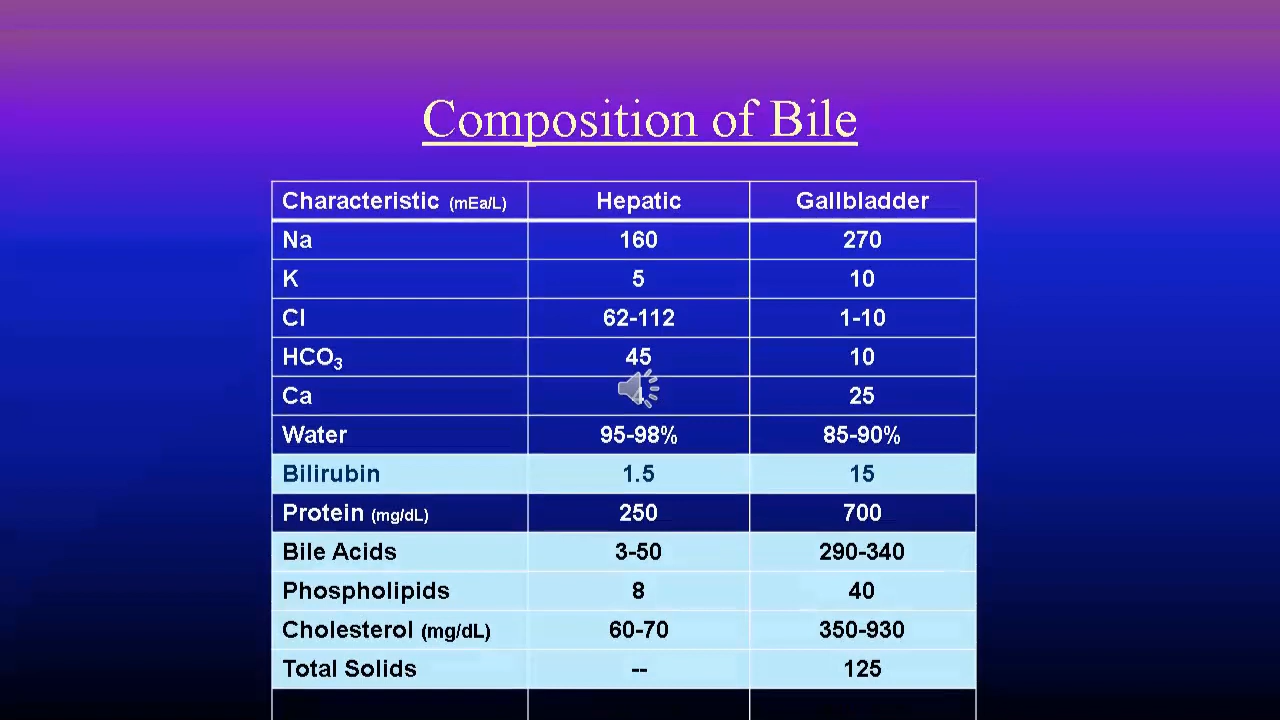 Composition of Bile
Characteristic (mEa/L) Hepatic Gallbladder
Na 160 270
K 5 10
Cl 62-112 1-10
HCO₃ 45 10
Ca 25
Water 95-98% 85-90%
Bilirubin 1.5 15
Protein (mg/dL) 250 700
Bile Acids 3-50 290-340
Phospholipids 8 40
Cholesterol (mg/dL) 60-70 350-930
Total Solids -- 125